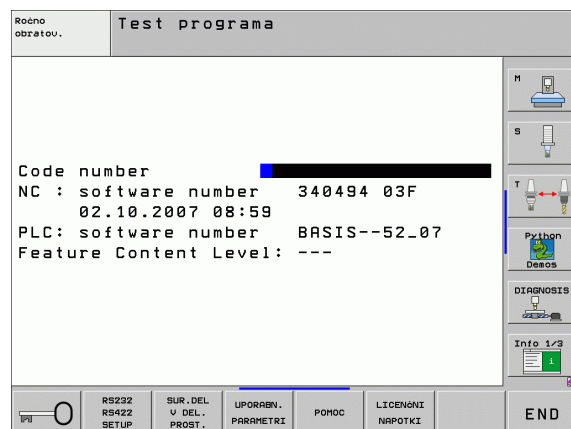 Ročno
obratov.
Test programa
M
S
Code number
NC : software number 340494 03F
02.10.2007 08:59
PLC: software number BASIS--52_07
Feature Content Level: ---
T
Python
Demos
DIAGNOSIS
Info 1/3
i
RS232
RS422
SETUP
SUR.DEL
V DEL.
PROST.
UPORABN.
PARAMETRI
POMOC
LICENČNI
NAPOTKI
END